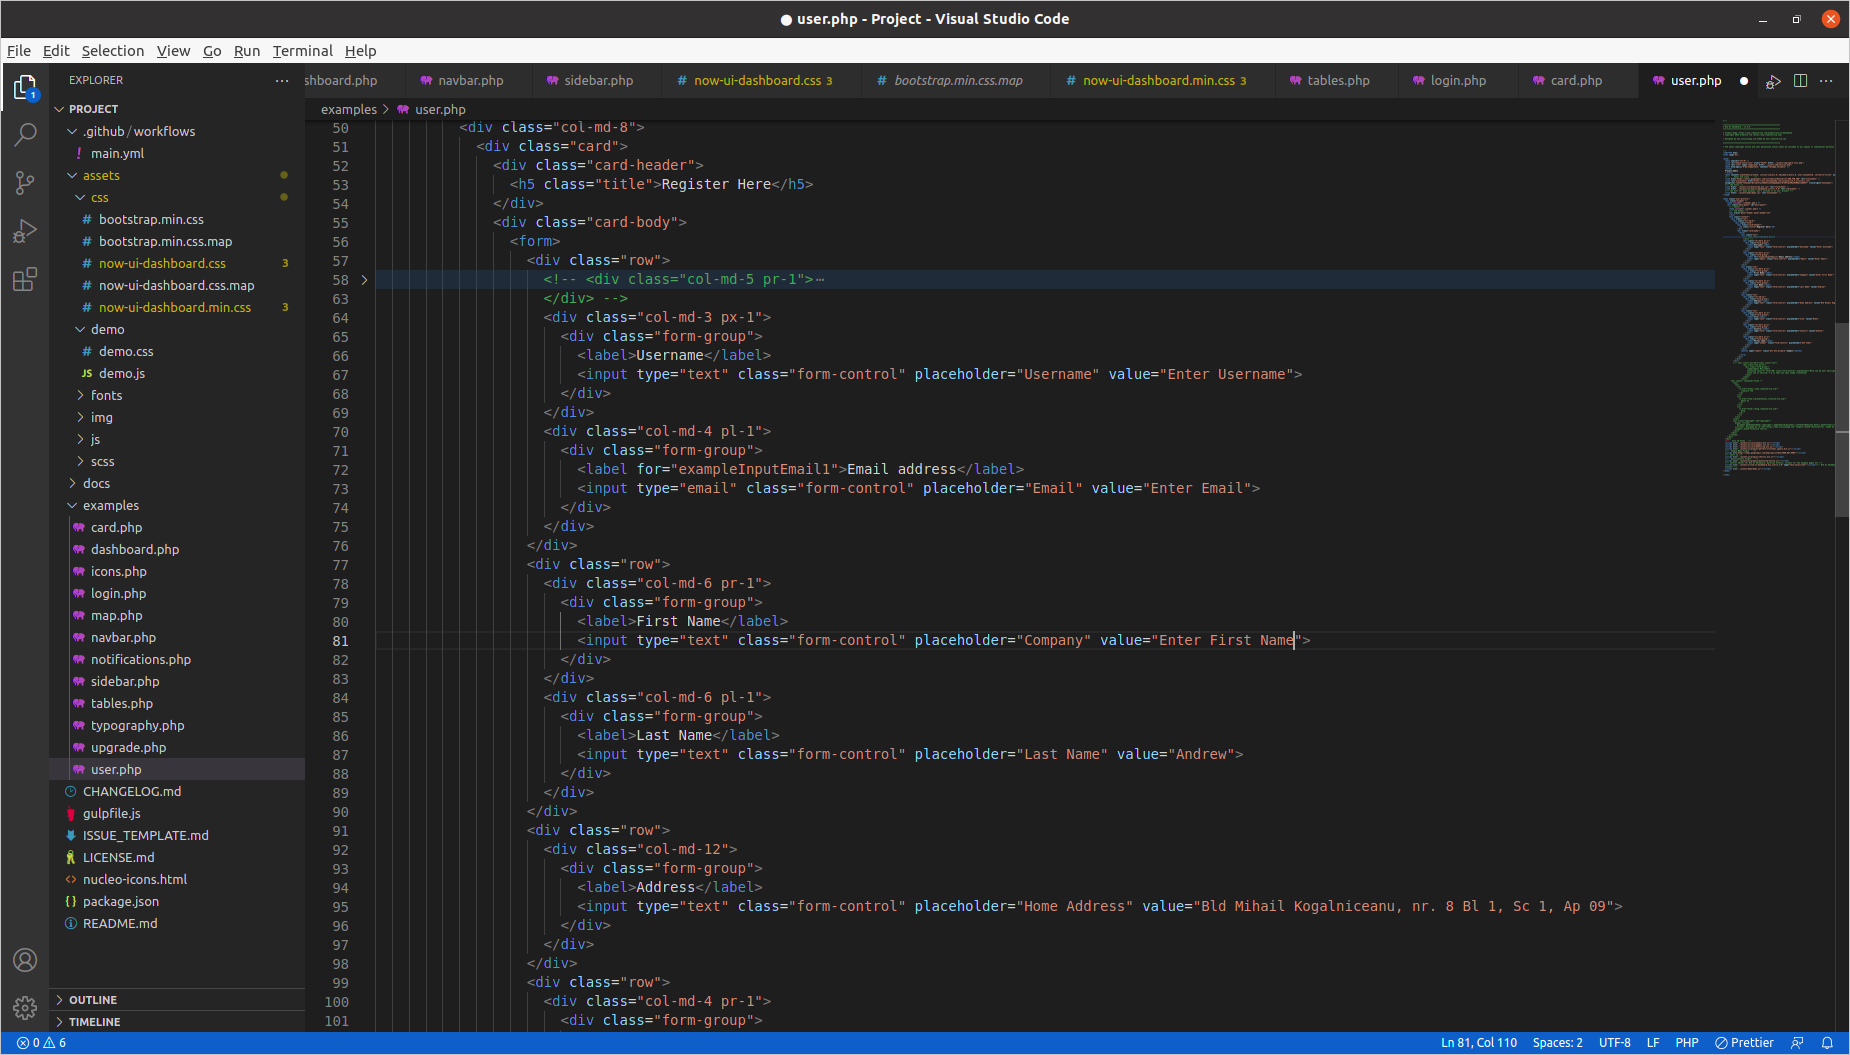 ● user.php - Project - Visual Studio Code
File Edit Selection View Go Run Terminal Help
EXPLORER
PROJECT
.github / workflows
main.yml
assets
css
bootstrap.min.css
bootstrap.min.css.map
now-ui-dashboard.css 3
now-ui-dashboard.css.map
now-ui-dashboard.min.css 3
demo
demo.css
demo.js
fonts
img
js
scss
docs
examples
card.php
dashboard.php
icons.php
login.php
map.php
navbar.php
notifications.php
sidebar.php
tables.php
typography.php
upgrade.php
user.php
CHANGELOG.md
gulpfile.js
ISSUE_TEMPLATE.md
LICENSE.md
nucleo-icons.html
package.json
README.md
OUTLINE
TIMELINE
shboard.php navbar.php sidebar.php now-ui-dashboard.css 3 bootstrap.min.css.map now-ui-dashboard.min.css 3 tables.php login.php card.php user.php
examples > user.php
50 <div class="col-md-8">
51 <div class="card">
52 <div class="card-header">
53 <h5 class="title">Register Here</h5>
54 </div>
55 <div class="card-body">
56 <form>
57 <div class="row">
58 <!-- <div class="col-md-5 pr-1">⋯
63 </div> -->
64 <div class="col-md-3 px-1">
65 <div class="form-group">
66 <label>Username</label>
67 <input type="text" class="form-control" placeholder="Username" value="Enter Username">
68 </div>
69 </div>
70 <div class="col-md-4 pl-1">
71 <div class="form-group">
72 <label for="exampleInputEmail1">Email address</label>
73 <input type="email" class="form-control" placeholder="Email" value="Enter Email">
74 </div>
75 </div>
76 </div>
77 <div class="row">
78 <div class="col-md-6 pr-1">
79 <div class="form-group">
80 <label>First Name</label>
81 <input type="text" class="form-control" placeholder="Company" value="Enter First Name">
82 </div>
83 </div>
84 <div class="col-md-6 pl-1">
85 <div class="form-group">
86 <label>Last Name</label>
87 <input type="text" class="form-control" placeholder="Last Name" value="Andrew">
88 </div>
89 </div>
90 </div>
91 <div class="row">
92 <div class="col-md-12">
93 <div class="form-group">
94 <label>Address</label>
95 <input type="text" class="form-control" placeholder="Home Address" value="Bld Mihail Kogalniceanu, nr. 8 Bl 1, Sc 1, Ap 09">
96 </div>
97 </div>
98 </div>
99 <div class="row">
100 <div class="col-md-4 pr-1">
101 <div class="form-group">
0 6 Ln 81, Col 110 Spaces: 2 UTF-8 LF PHP Prettier